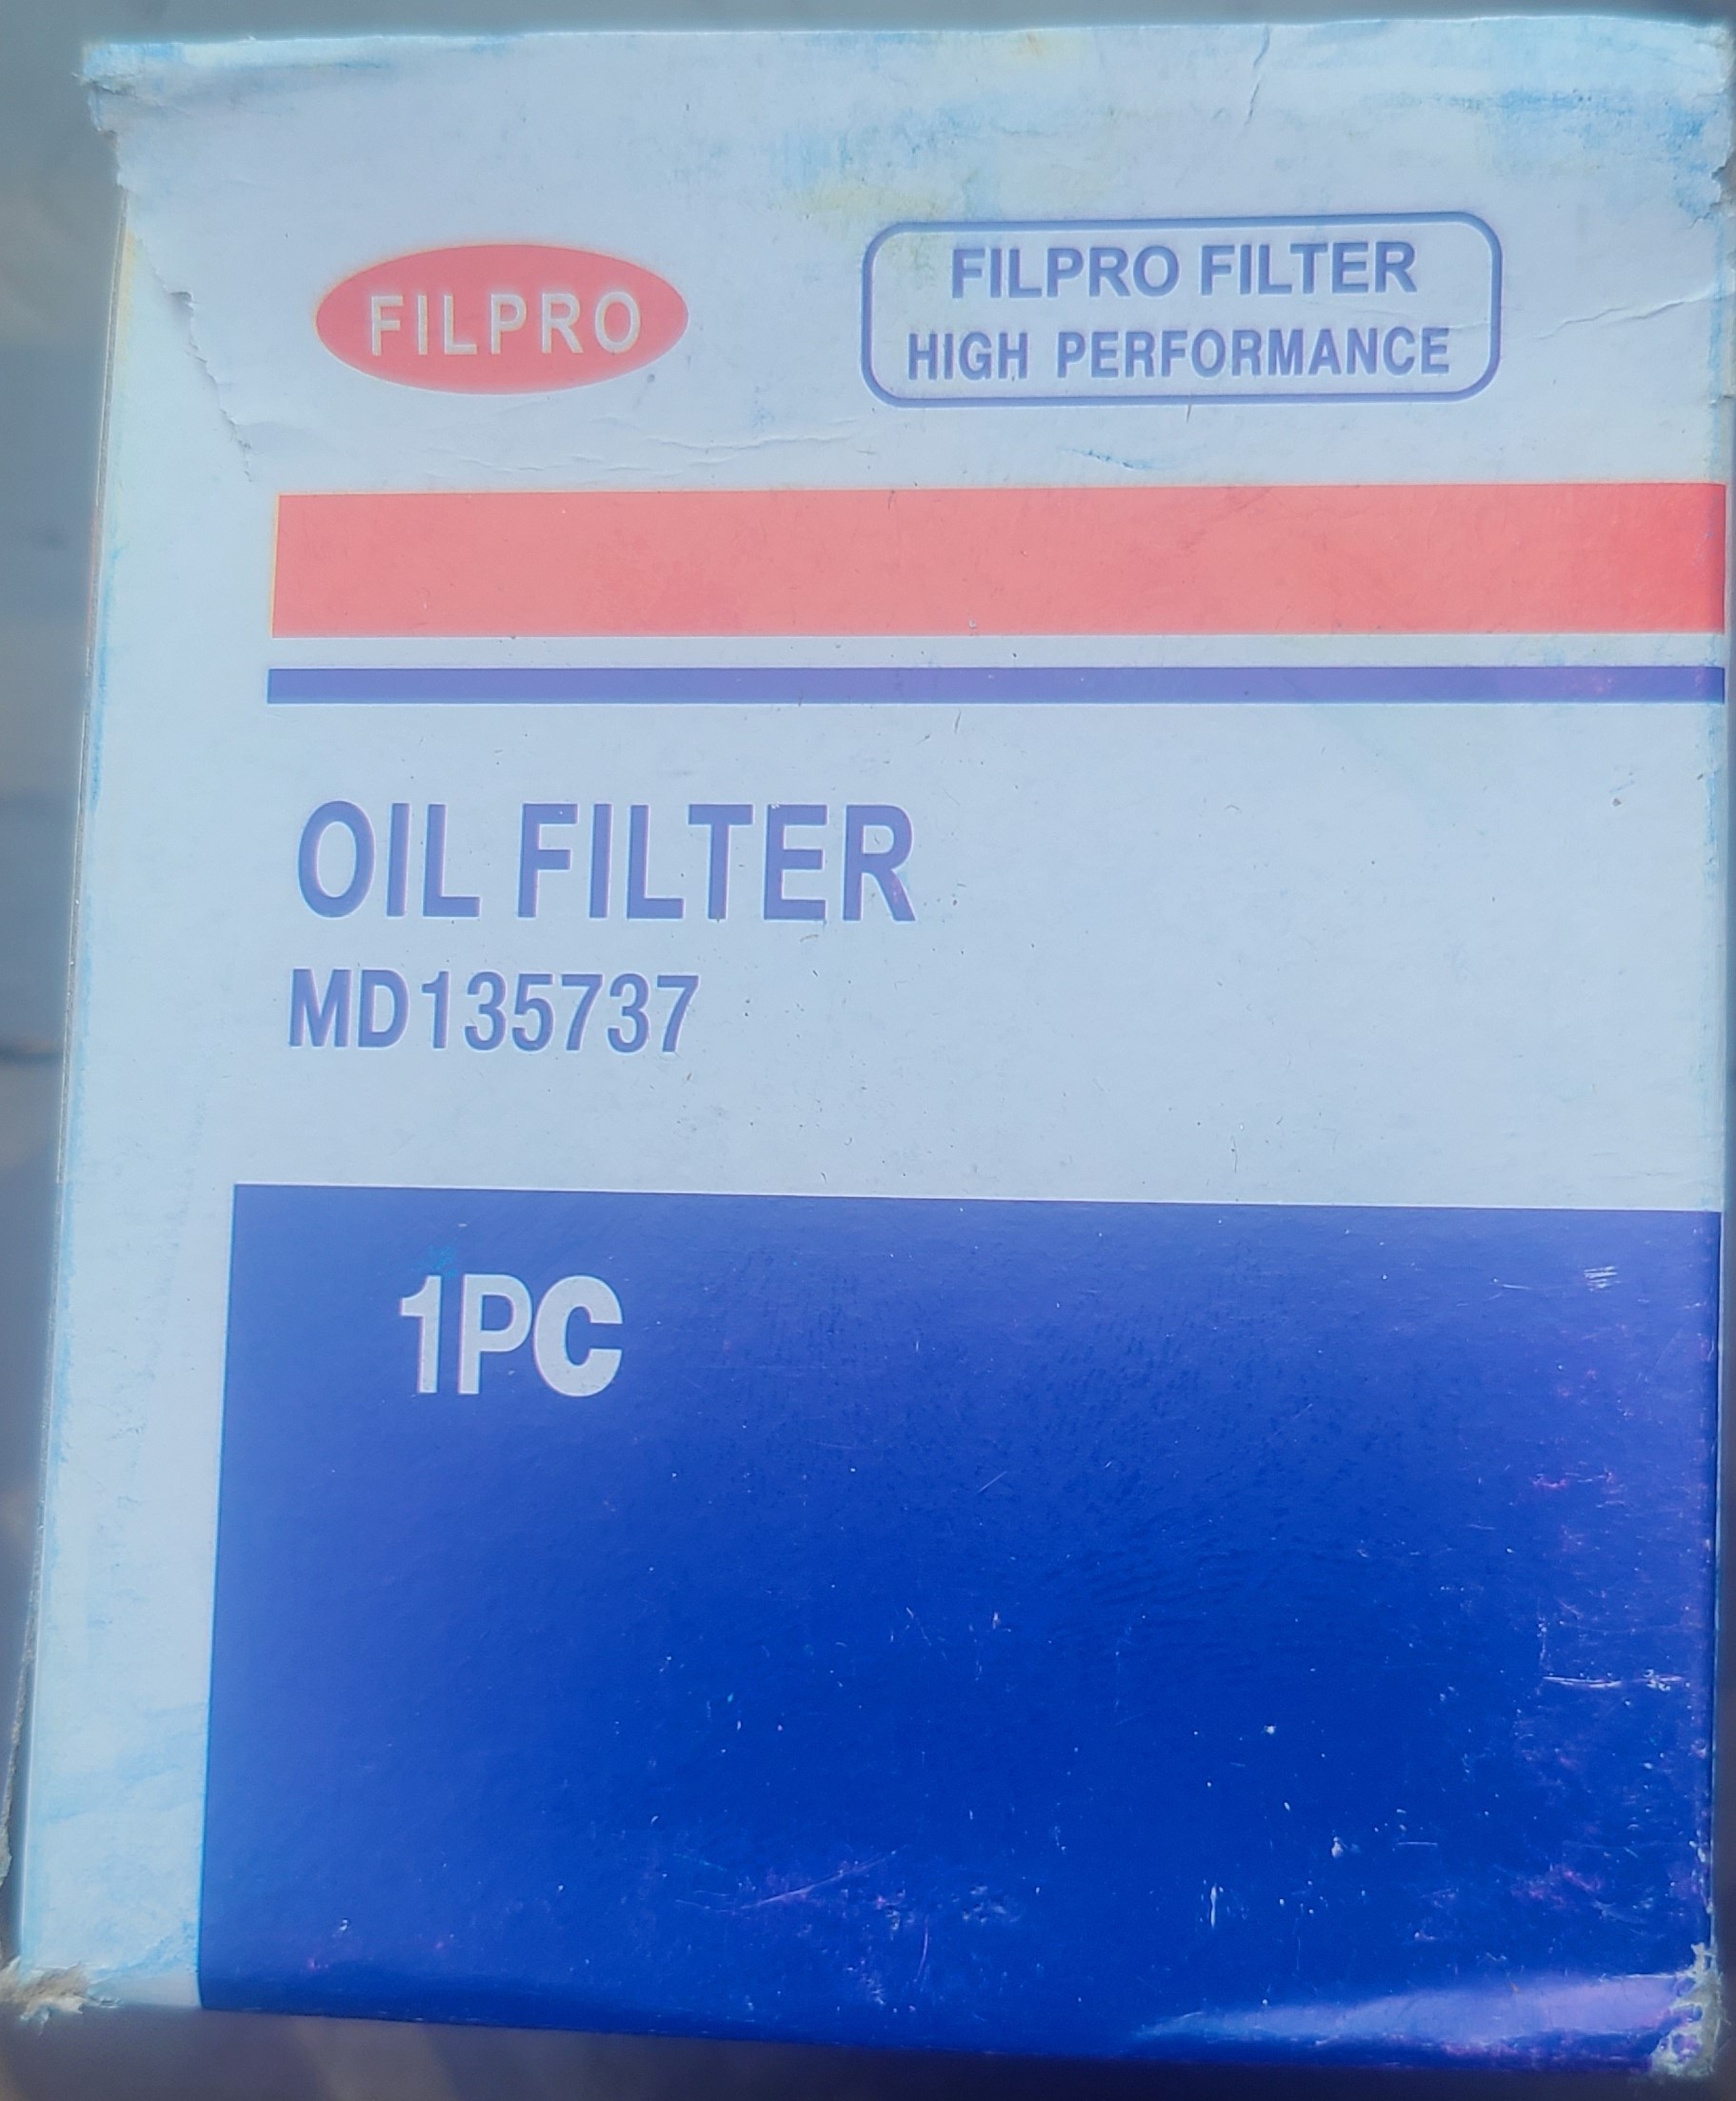 FILPRO
FILPRO FILTER
HIGH PERFORMANCE
OIL FILTER
MD135737
1PC